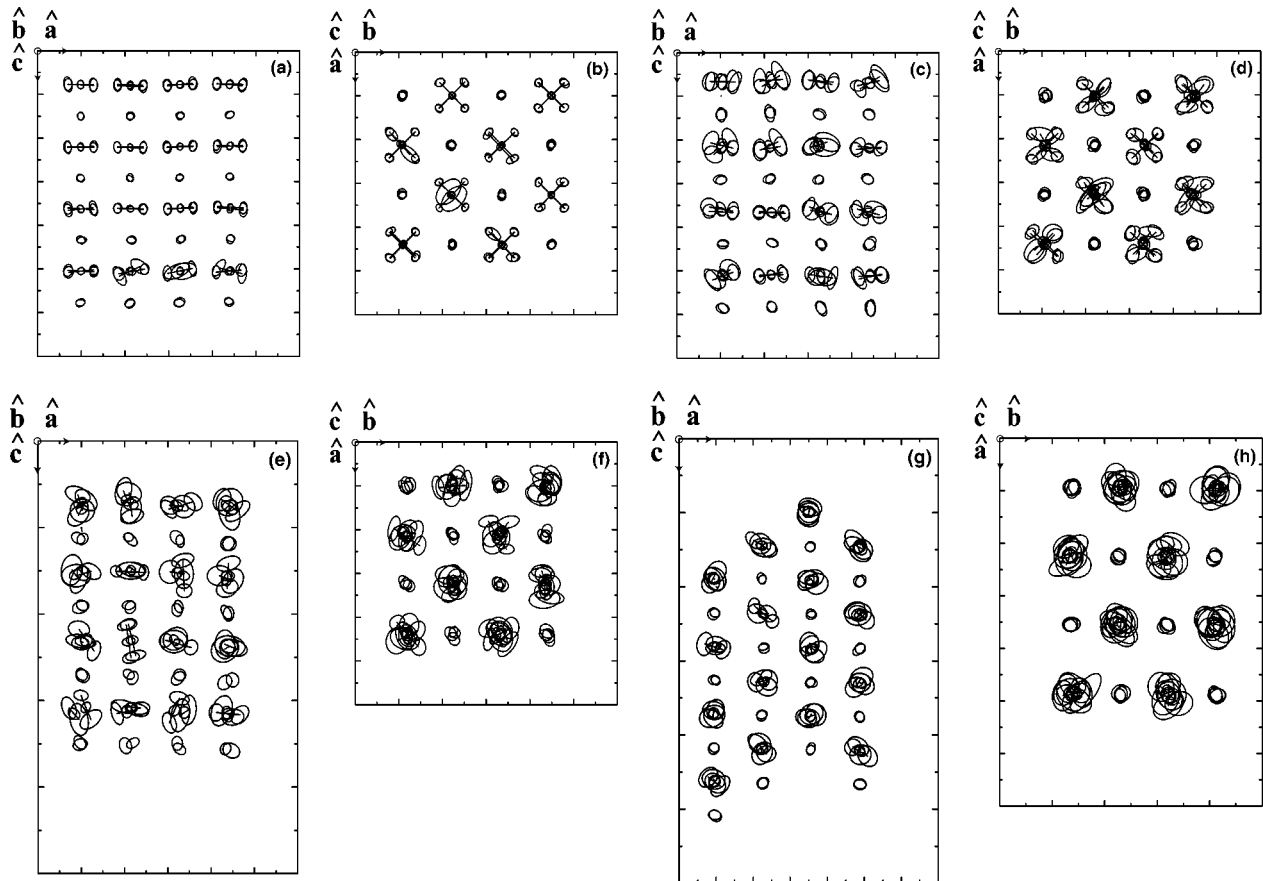 b̂ â
ĉ
(a)
ĉ b̂
â
(b)
b̂ â
ĉ
(c)
ĉ b̂
â
(d)
b̂ â
ĉ
(e)
ĉ b̂
â
(f)
b̂ â
ĉ
(g)
ĉ b̂
â
(h)